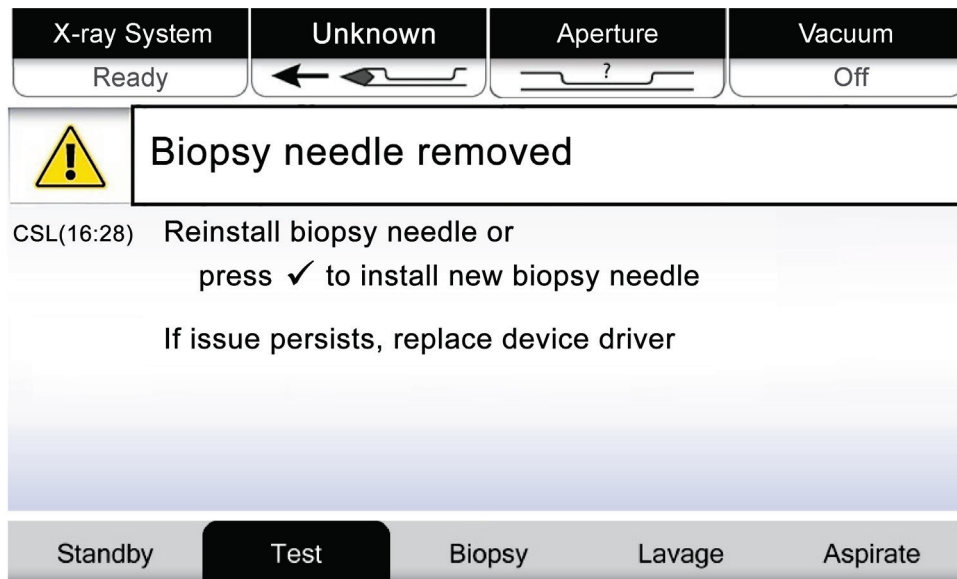 X-ray System Unknown Aperture Vacuum
Ready ? Off
Biopsy needle removed
CSL(16:28) Reinstall biopsy needle or
press ✓ to install new biopsy needle
If issue persists, replace device driver
Standby Test Biopsy Lavage Aspirate